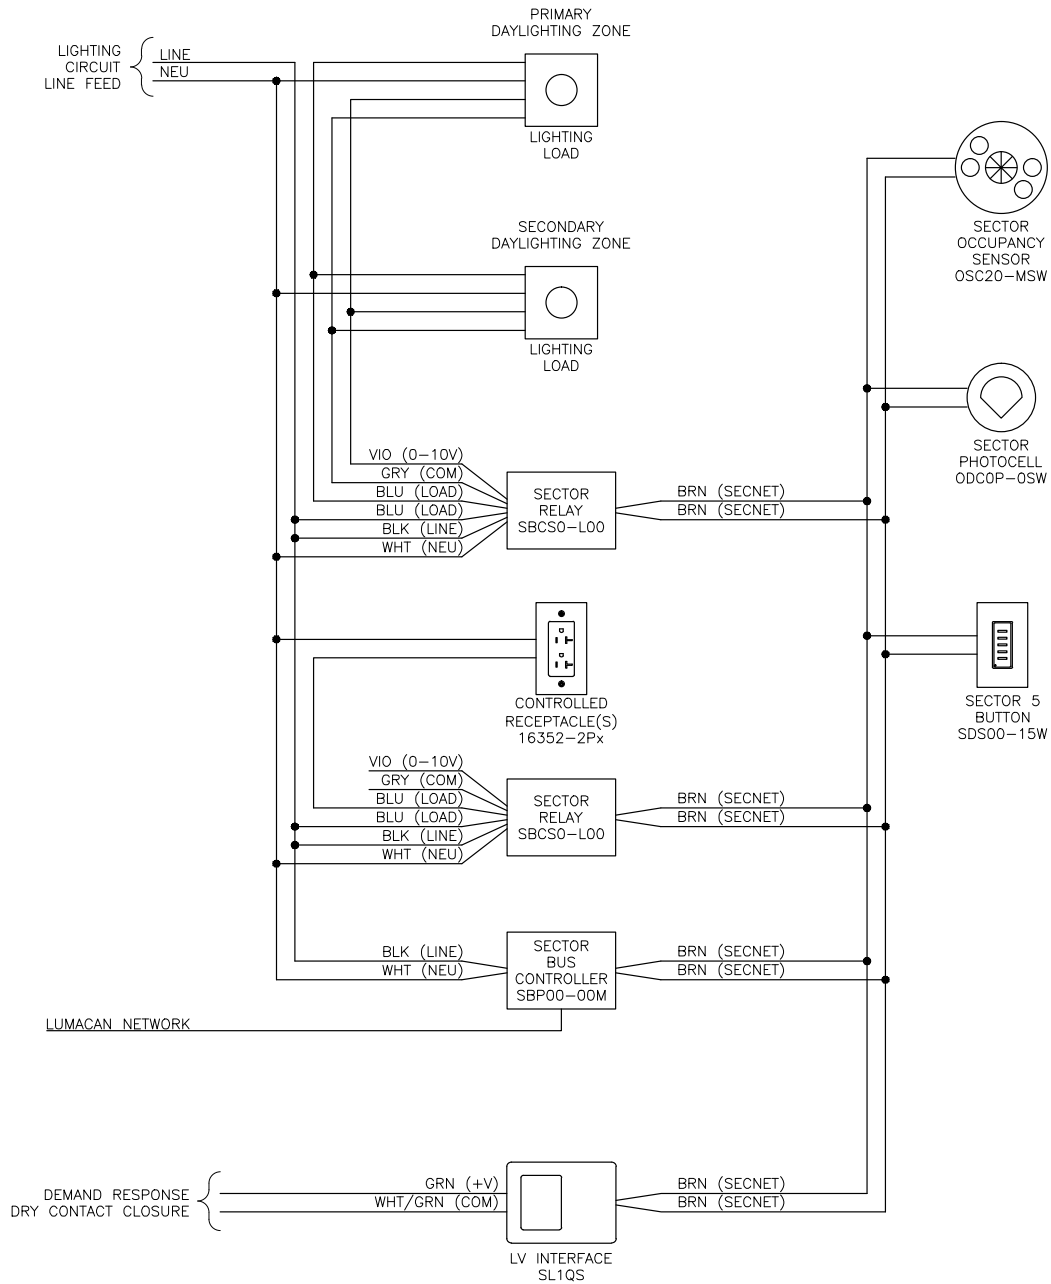 PRIMARY
DAYLIGHTING ZONE
LIGHTING
CIRCUIT
LINE FEED
LINE
NEU
LIGHTING
LOAD
SECTOR
OCCUPANCY
SENSOR
OSC20-MSW
SECONDARY
DAYLIGHTING ZONE
LIGHTING
LOAD
SECTOR
PHOTOCELL
ODC0P-0SW
VIO (0-10V)
GRY (COM)
BLU (LOAD)
BLU (LOAD)
BLK (LINE)
WHT (NEU)
SECTOR
RELAY
SBCS0-L00
BRN (SECNET)
BRN (SECNET)
CONTROLLED
RECEPTACLE(S)
16352-2Px
SECTOR 5
BUTTON
SDS00-15W
VIO (0-10V)
GRY (COM)
BLU (LOAD)
BLU (LOAD)
BLK (LINE)
WHT (NEU)
SECTOR
RELAY
SBCS0-L00
BRN (SECNET)
BRN (SECNET)
BLK (LINE)
WHT (NEU)
SECTOR
BUS
CONTROLLER
SBP00-00M
BRN (SECNET)
BRN (SECNET)
LUMACAN NETWORK
DEMAND RESPONSE
DRY CONTACT CLOSURE
GRN (+V)
WHT/GRN (COM)
BRN (SECNET)
BRN (SECNET)
LV INTERFACE
SL1QS